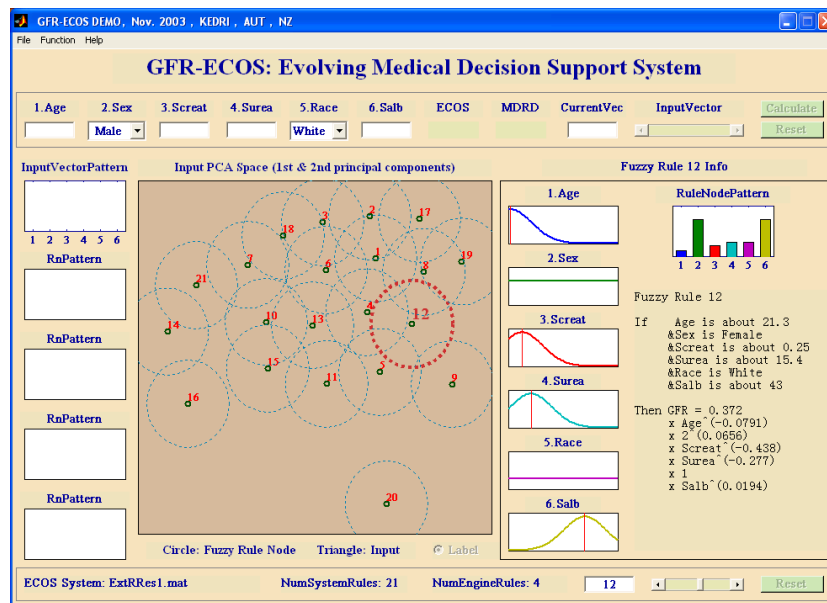 GFR-ECOS DEMO , Nov. 2003 , KEDRI , AUT , NZ
File Function Help
GFR-ECOS: Evolving Medical Decision Support System
1.Age 2.Sex 3.Screat 4.Surea 5.Race 6.Salb ECOS MDRD CurrentVec InputVector Calculate
Male White Reset
InputVectorPattern Input PCA Space (1st & 2nd principal components) Fuzzy Rule 12 Info
1 2 3 4 5 6
RnPattern
RnPattern
RnPattern
RnPattern
2
17
3
18
1
7
6
8
19
21
4
12
10
13
14
15
11
5
9
16
20
Circle: Fuzzy Rule Node Triangle: Input Label
1.Age
2.Sex
3.Screat
4.Surea
5.Race
6.Salb
RuleNodePattern
1 2 3 4 5 6
Fuzzy Rule 12
If Age is about 21.3
&Sex is Female
&Screat is about 0.25
&Surea is about 15.4
&Race is White
&Salb is about 43
Then GFR = 0.372
x Age^(-0.0791)
x 2^(0.0656)
x Screat^(-0.438)
x Surea^(-0.277)
x 1
x Salb^(0.0194)
ECOS System: ExtRRes1.mat NumSystemRules: 21 NumEngineRules: 4 12 Reset